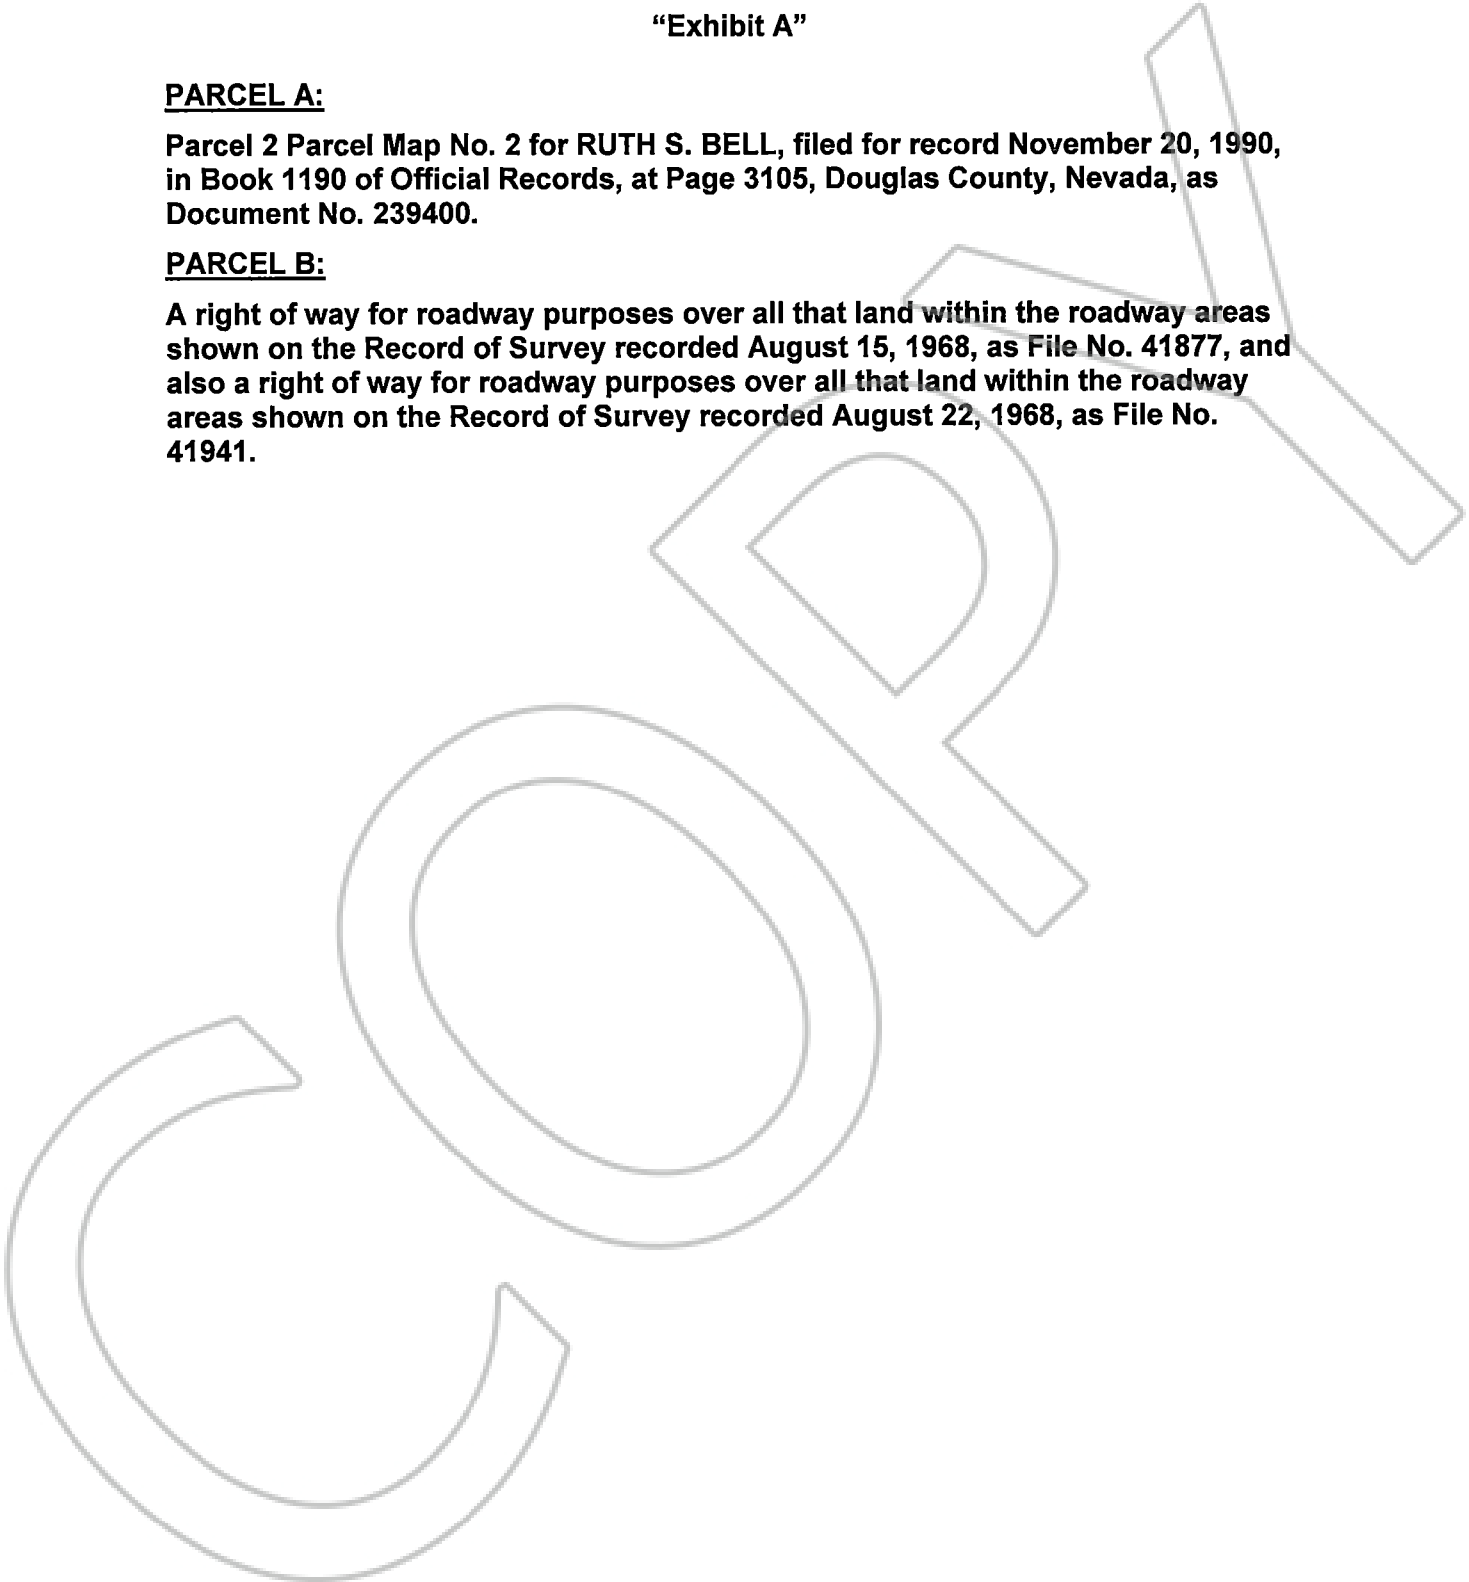 “Exhibit A”
PARCEL A:
Parcel 2 Parcel Map No. 2 for RUTH S. BELL, filed for record November 20, 1990,
in Book 1190 of Official Records, at Page 3105, Douglas County, Nevada, as
Document No. 239400.
PARCEL B:
A right of way for roadway purposes over all that land within the roadway areas
shown on the Record of Survey recorded August 15, 1968, as File No. 41877, and
also a right of way for roadway purposes over all that land within the roadway
areas shown on the Record of Survey recorded August 22, 1968, as File No.
41941.
COPY